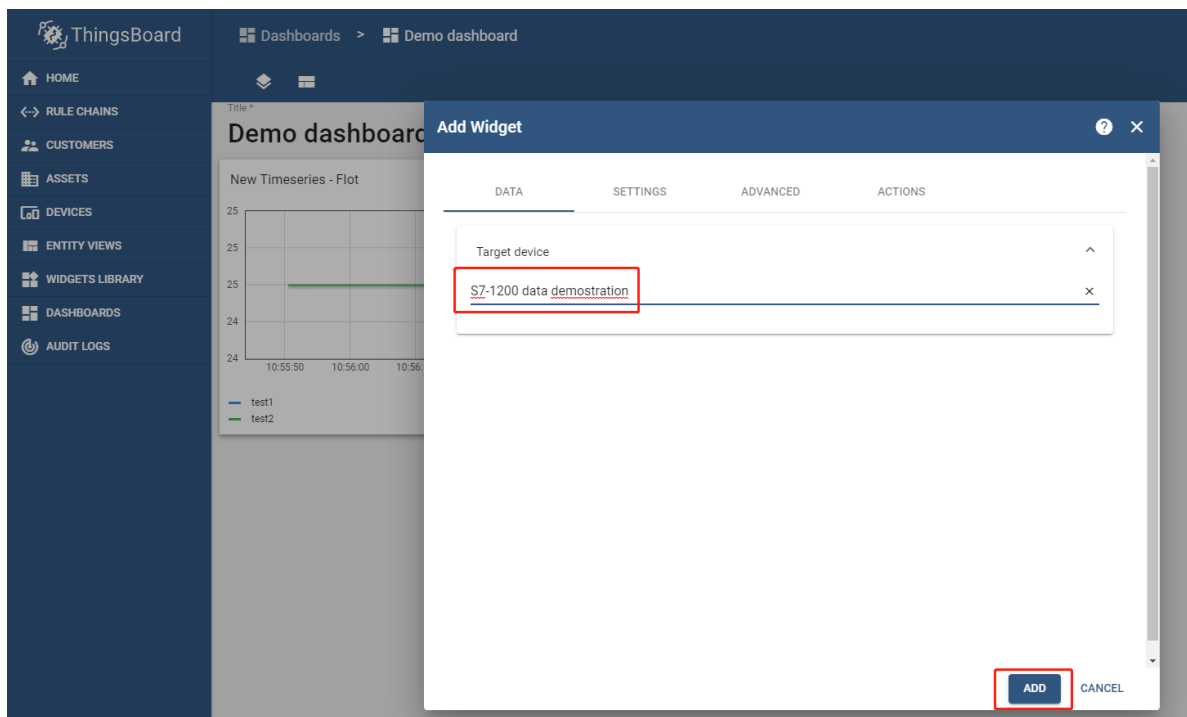 ThingsBoard
Dashboards > Demo dashboard
HOME
RULE CHAINS
CUSTOMERS
ASSETS
DEVICES
ENTITY VIEWS
WIDGETS LIBRARY
DASHBOARDS
AUDIT LOGS
Title *
Demo dashboard
New Timeseries - Flot
25
25
25
24
24
10:55:50 10:56:00 10:56:
test1
test2
Add Widget
DATA SETTINGS ADVANCED ACTIONS
Target device
S7-1200 data demostration
ADD CANCEL